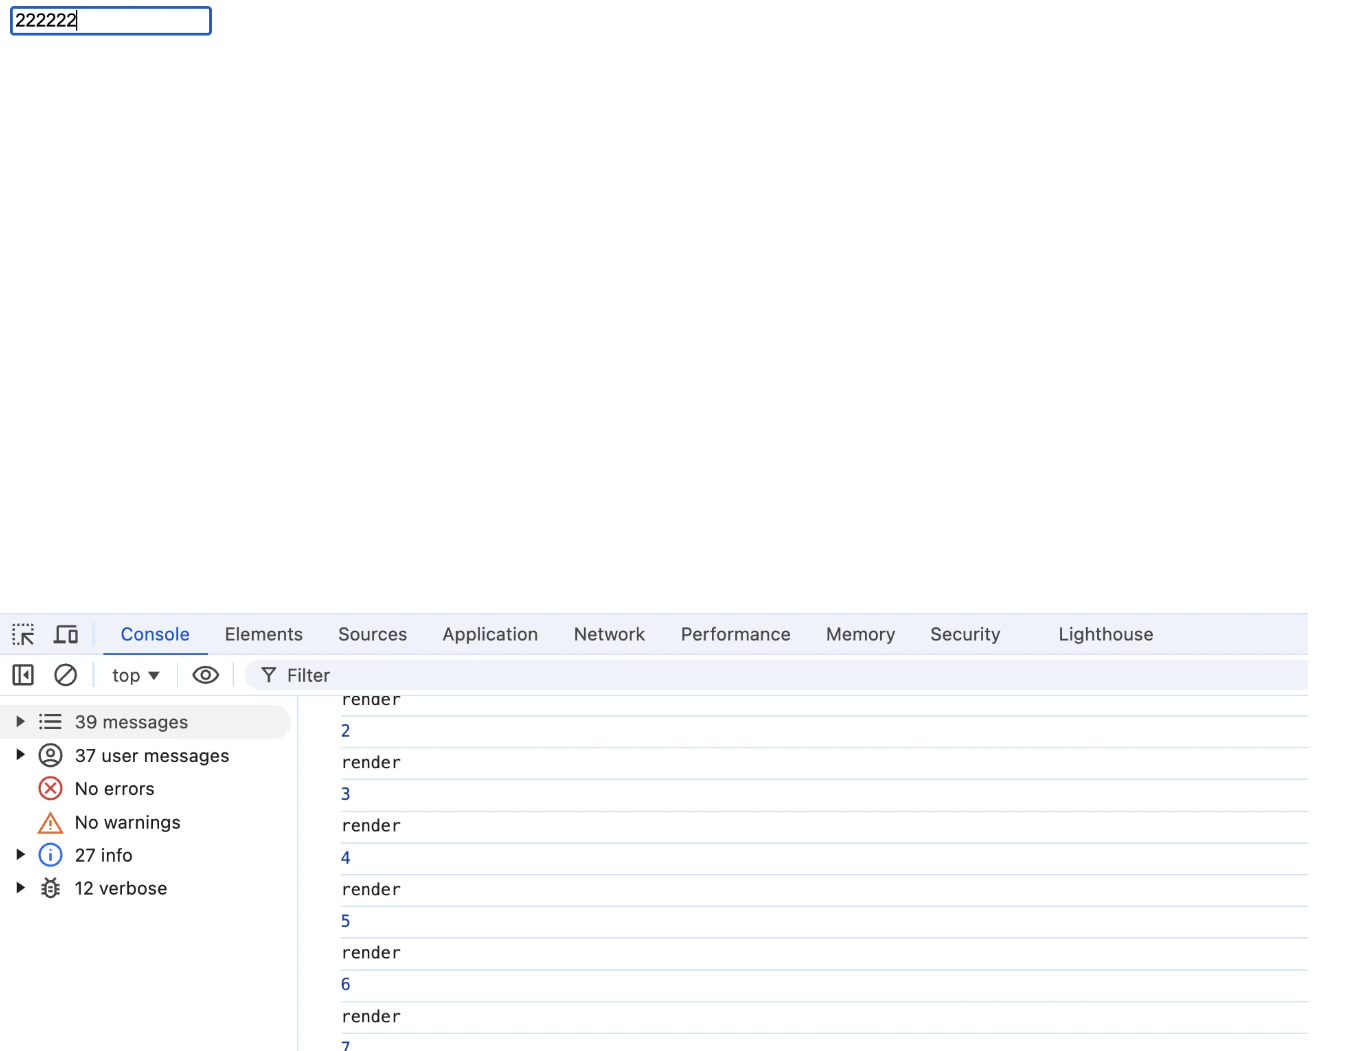 222222
Console Elements Sources Application Network Performance Memory Security Lighthouse
top Filter
39 messages
37 user messages
No errors
No warnings
27 info
12 verbose
render
2
render
3
render
4
render
5
render
6
render
7